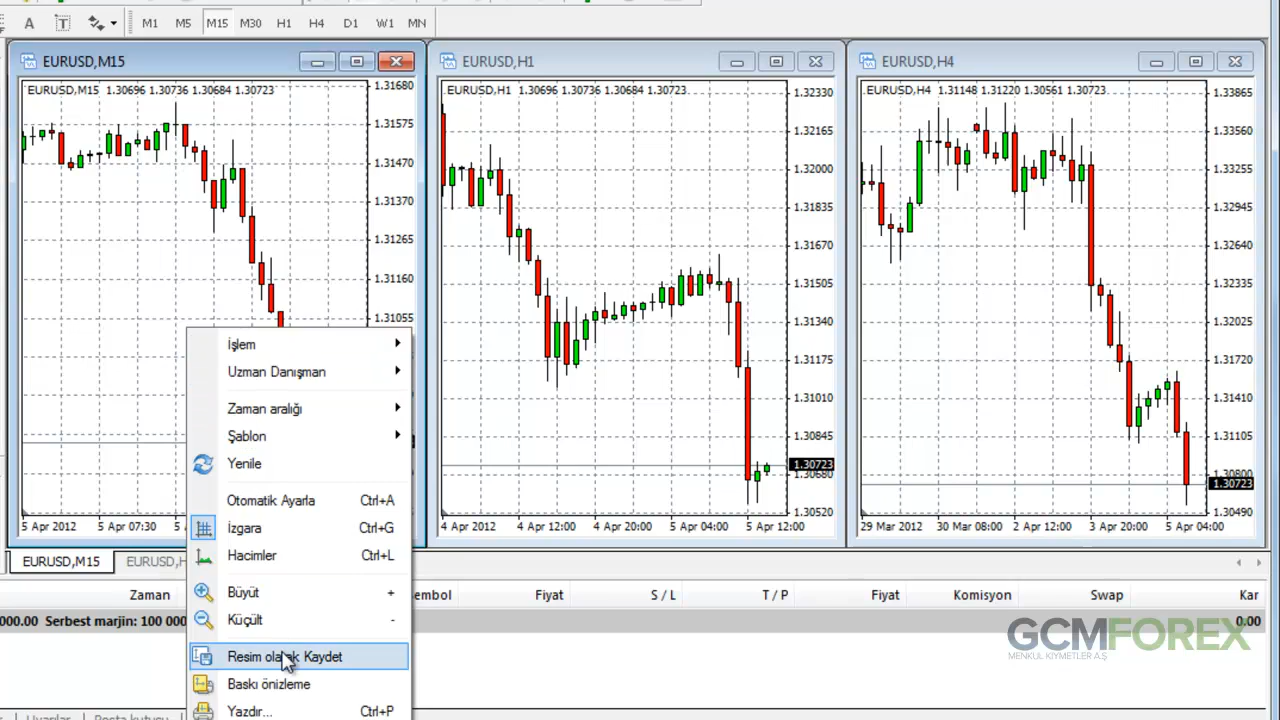 A T M1 M5 M15 M30 H1 H4 D1 W1 MN
EURUSD,M15
EURUSD,M15 1.30696 1.30736 1.30684 1.30723
1.31680
1.31575
1.31470
1.31370
1.31265
1.31160
1.31055
5 Apr 2012 5 Apr 07:30 5
EURUSD,H1
EURUSD,H1 1.30696 1.30736 1.30684 1.30723
1.32330
1.32165
1.32000
1.31835
1.31670
1.31505
1.31340
1.31175
1.31010
1.30845
1.30723
1.30680
1.30520
4 Apr 2012 4 Apr 12:00 4 Apr 20:00 5 Apr 04:00 5 Apr 12:00
EURUSD,H4
EURUSD,H4 1.31148 1.31220 1.30561 1.30723
1.33865
1.33560
1.33255
1.32945
1.32640
1.32335
1.32025
1.31720
1.31410
1.31105
1.30800
1.30723
1.30490
29 Mar 2012 30 Mar 08:00 2 Apr 12:00 3 Apr 20:00 5 Apr 04:00
İşlem
Uzman Danışman
Zaman aralığı
Şablon
Yenile
Otomatik Ayarla Ctrl+A
Izgara Ctrl+G
Hacimler Ctrl+L
Büyüt +
Küçült -
Resim olarak Kaydet
Baskı önizleme
Yazdır... Ctrl+P
EURUSD,M15 EURUSD,H
Zaman embol Fiyat S / L T / P Fiyat Komisyon Swap Kar
000.00 Serbest marjin: 100 000 0.00
GCMFOREX
MENKUL KIYMETLER A.Ş.